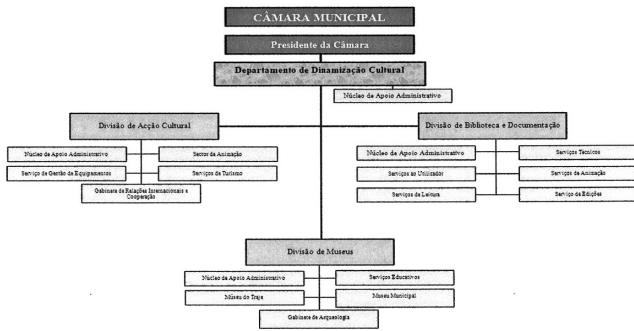 CÂMARA MUNICIPAL
Presidente da Câmara
Departamento de Dinamização Cultural
Núcleo de Apoio Administrativo
Divisão de Acção Cultural
Núcleo de Apoio Administrativo
Sector de Animação
Serviço de Gestão de Equipamentos
Serviços de Turismo
Gabinete de Relações Internacionais e
Cooperação
Divisão de Biblioteca e Documentação
Núcleo de Apoio Administrativo
Serviços Técnicos
Serviços ao Utilizador
Serviços de Animação
Serviços de Leitura
Serviço de Edições
Divisão de Museus
Núcleo de Apoio Administrativo
Serviços Educativos
Museu do Traje
Museu Municipal
Gabinete de Arqueologia